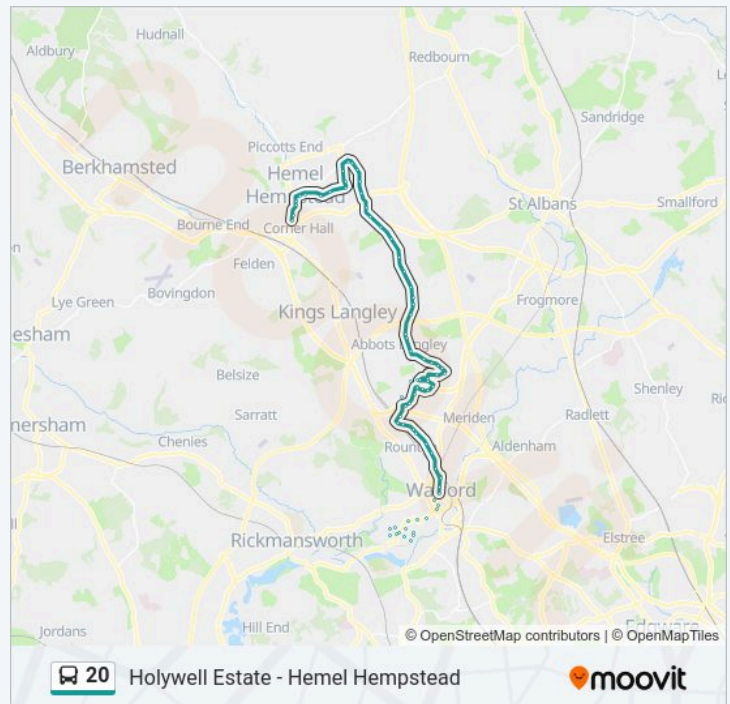 Hudnall
Aldbury
Redbourn
Sandridge
Piccotts End
Berkhamsted
Hemel
Hempstead
St Albans
Smallford
Bourne End
Corner Hall
Felden
Bovingdon
Lye Green
Frogmore
Kings Langley
esham
Abbots Langley
Belsize
Shenley
Sarratt
Meriden
Radlett
mersham
Chenies
Aldenham
Watford
Rickmansworth
Elstree
Hill End
Jordans
Edgware
© OpenStreetMap contributors | © OpenMapTiles
20 Holywell Estate - Hemel Hempstead
moovit